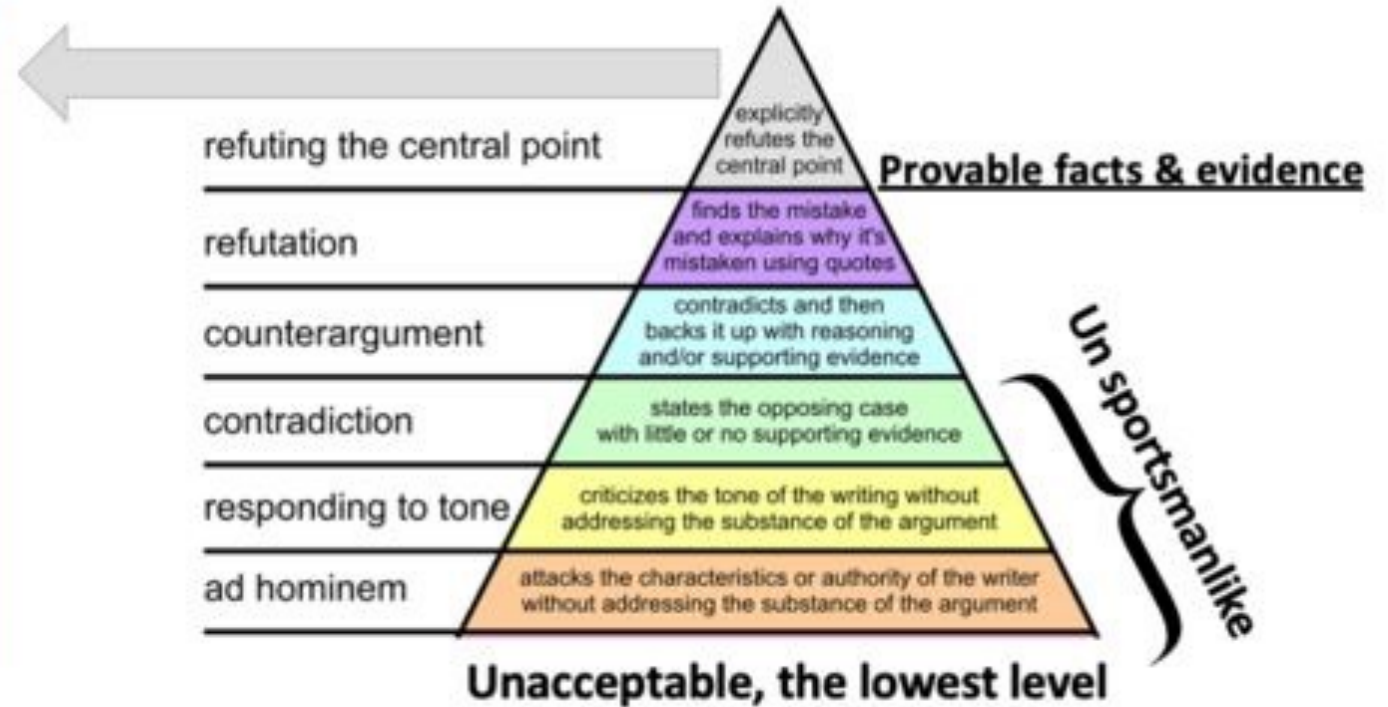 refuting the central point
explicitly
refutes the
central point
Provable facts & evidence
refutation
finds the mistake
and explains why it's
mistaken using quotes
counterargument
contradicts and then
backs it up with reasoning
and/or supporting evidence
contradiction
states the opposing case
with little or no supporting evidence
responding to tone
criticizes the tone of the writing without
addressing the substance of the argument
ad hominem
attacks the characteristics or authority of the writer
without addressing the substance of the argument
Un sportsmanlike
Unacceptable, the lowest level